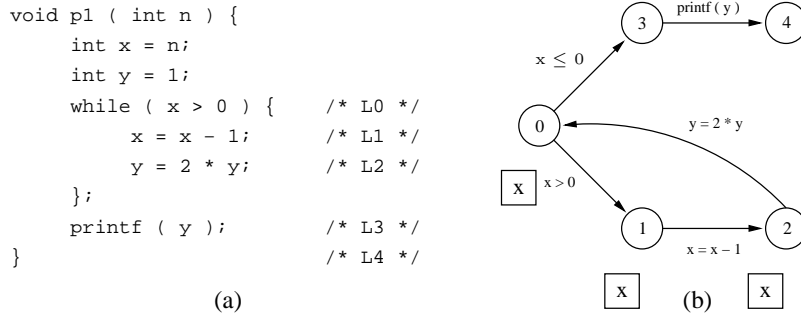 void p1 ( int n ) {
int x = n;
int y = 1;
while ( x > 0 ) { /* L0 */
x = x - 1; /* L1 */
y = 2 * y; /* L2 */
};
printf ( y ); /* L3 */
} /* L4 */
(a)
3
printf ( y )
4
x ≤ 0
0
y = 2 * y
x
x > 0
1
x = x – 1
2
x
(b)
x